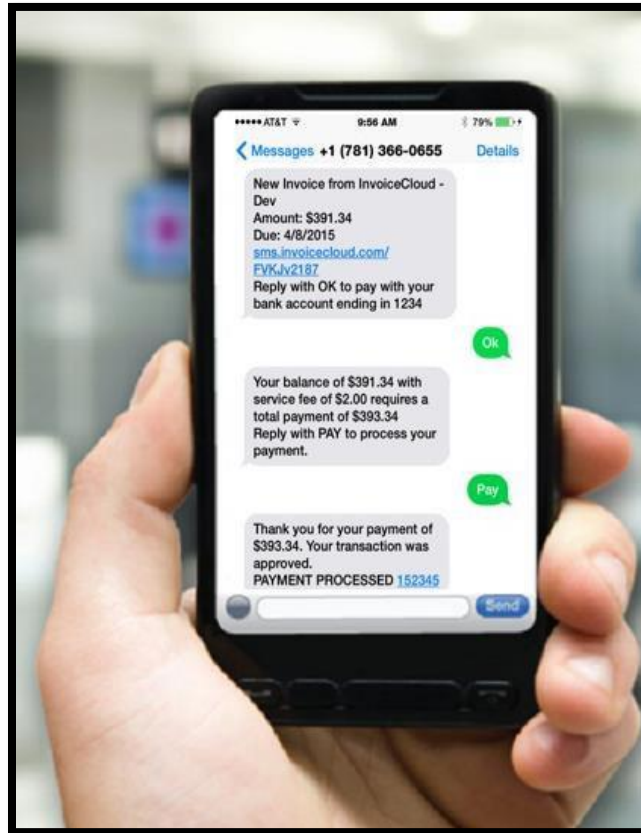 AT&T 9:56 AM 79%
Messages +1 (781) 366-0655 Details
New Invoice from InvoiceCloud -
Dev
Amount: $391.34
Due: 4/8/2015
sms.invoicecloud.com/
FVKJv2187
Reply with OK to pay with your
bank account ending in 1234
Ok
Your balance of $391.34 with
service fee of $2.00 requires a
total payment of $393.34
Reply with PAY to process your
payment.
Pay
Thank you for your payment of
$393.34. Your transaction was
approved.
PAYMENT PROCESSED 152345
Send